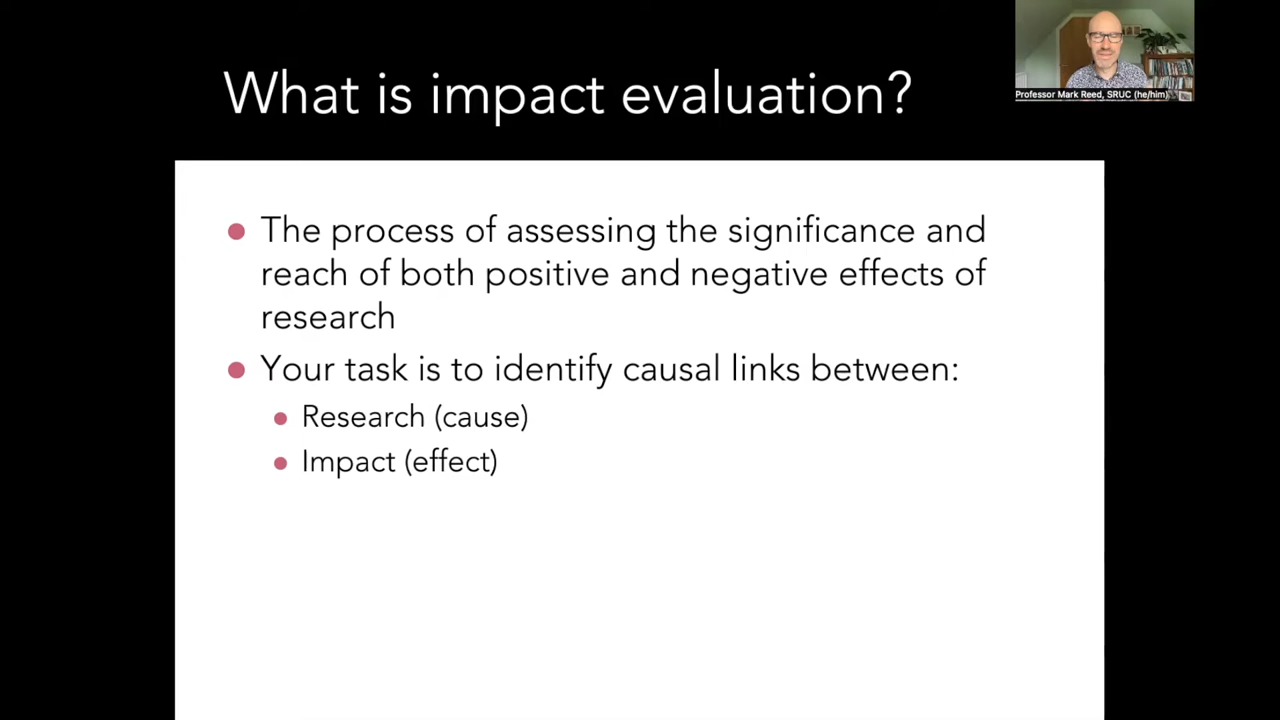 What is impact evaluation?
Professor Mark Reed, SRUC (he/him)
● The process of assessing the significance and
reach of both positive and negative effects of
research
● Your task is to identify causal links between:
● Research (cause)
● Impact (effect)